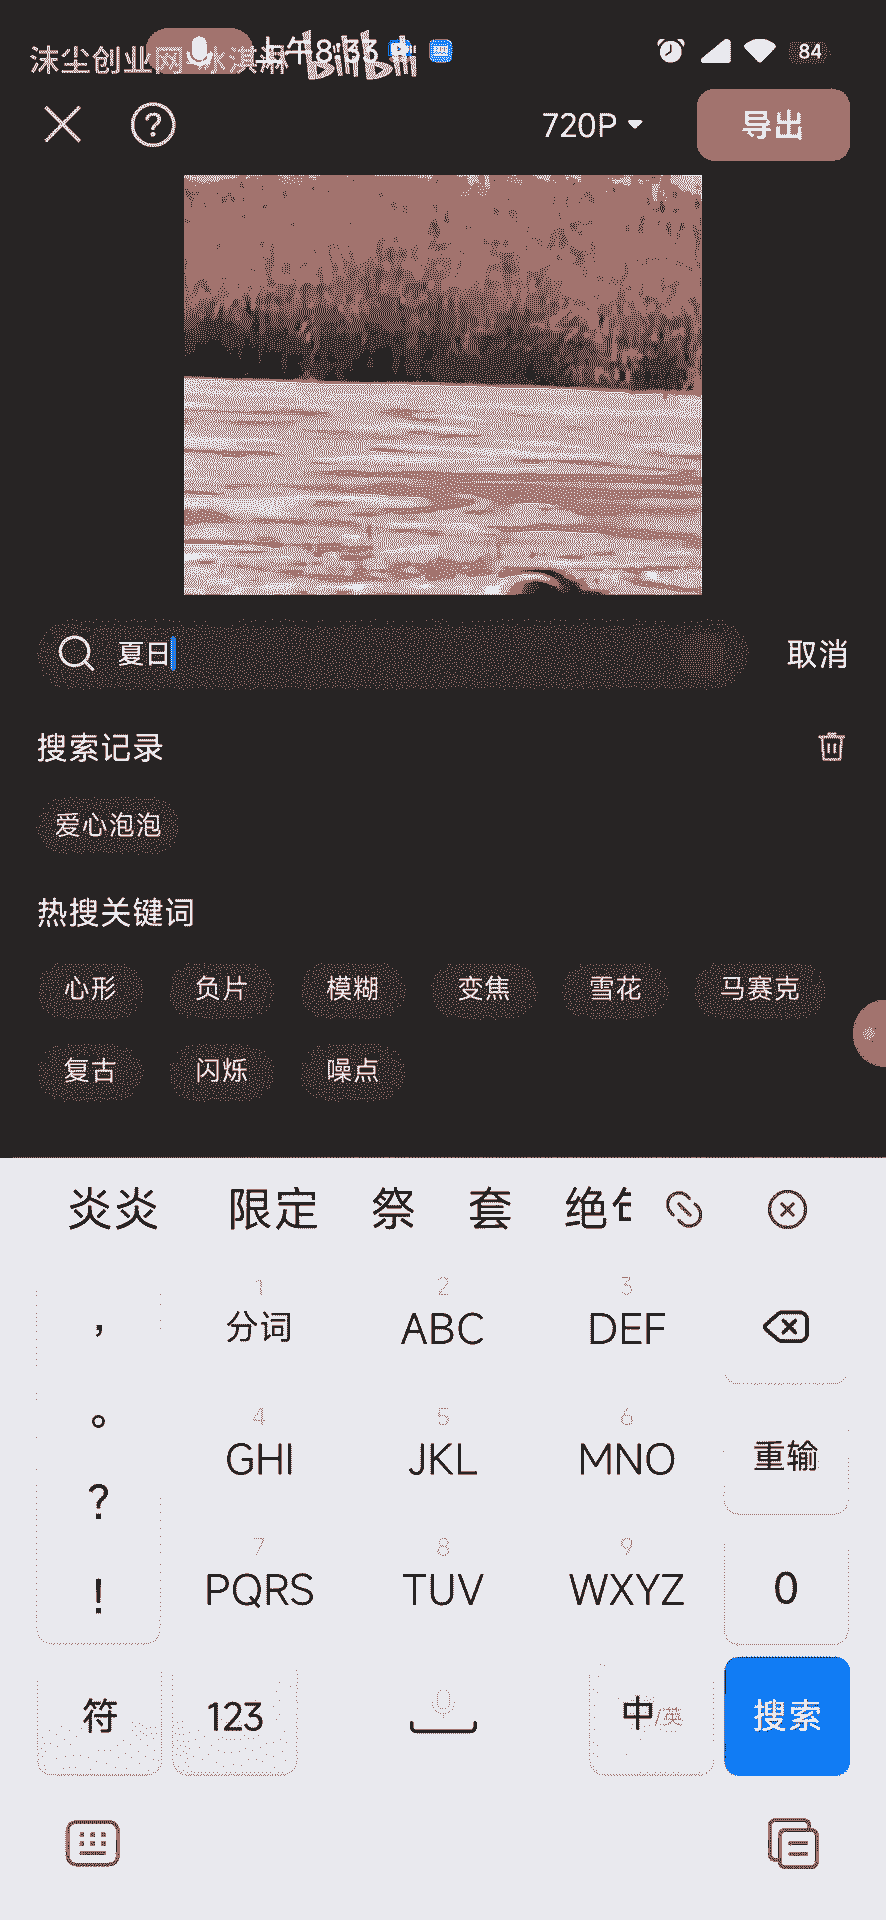 沫尘创业网-冰淇淋 bilibili
上午8:33 84
720P 导出
夏日 取消
搜索记录
爱心泡泡
热搜关键词
心形 负片 模糊 变焦 雪花 马赛克
复古 闪烁 噪点
炎炎 限定 祭 套
, 1 分词 2 ABC 3 DEF
。 4 GHI 5 JKL 6 MNO 重输
? 7 PQRS 8 TUV 9 WXYZ 0
!
符 123 中/英 搜索